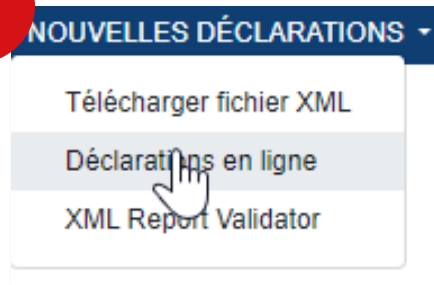 NOUVELLES DÉCLARATIONS
Télécharger fichier XML
Déclarations en ligne
XML Report Validator